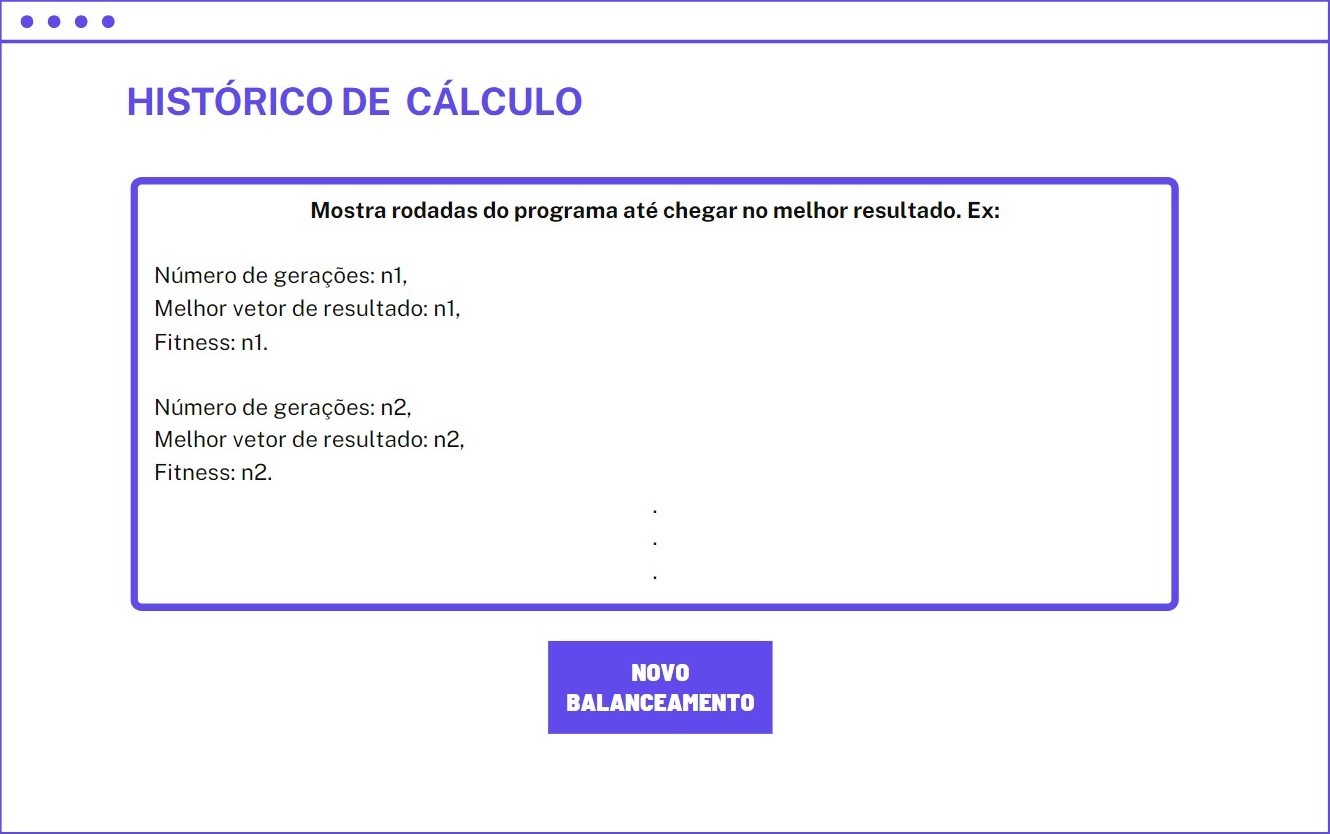 HISTÓRICO DE CÁLCULO
Mostra rodadas do programa até chegar no melhor resultado. Ex:
Número de gerações: n1,
Melhor vetor de resultado: n1,
Fitness: n1.
Número de gerações: n2,
Melhor vetor de resultado: n2,
Fitness: n2.
.
.
.
NOVO
BALANCEAMENTO